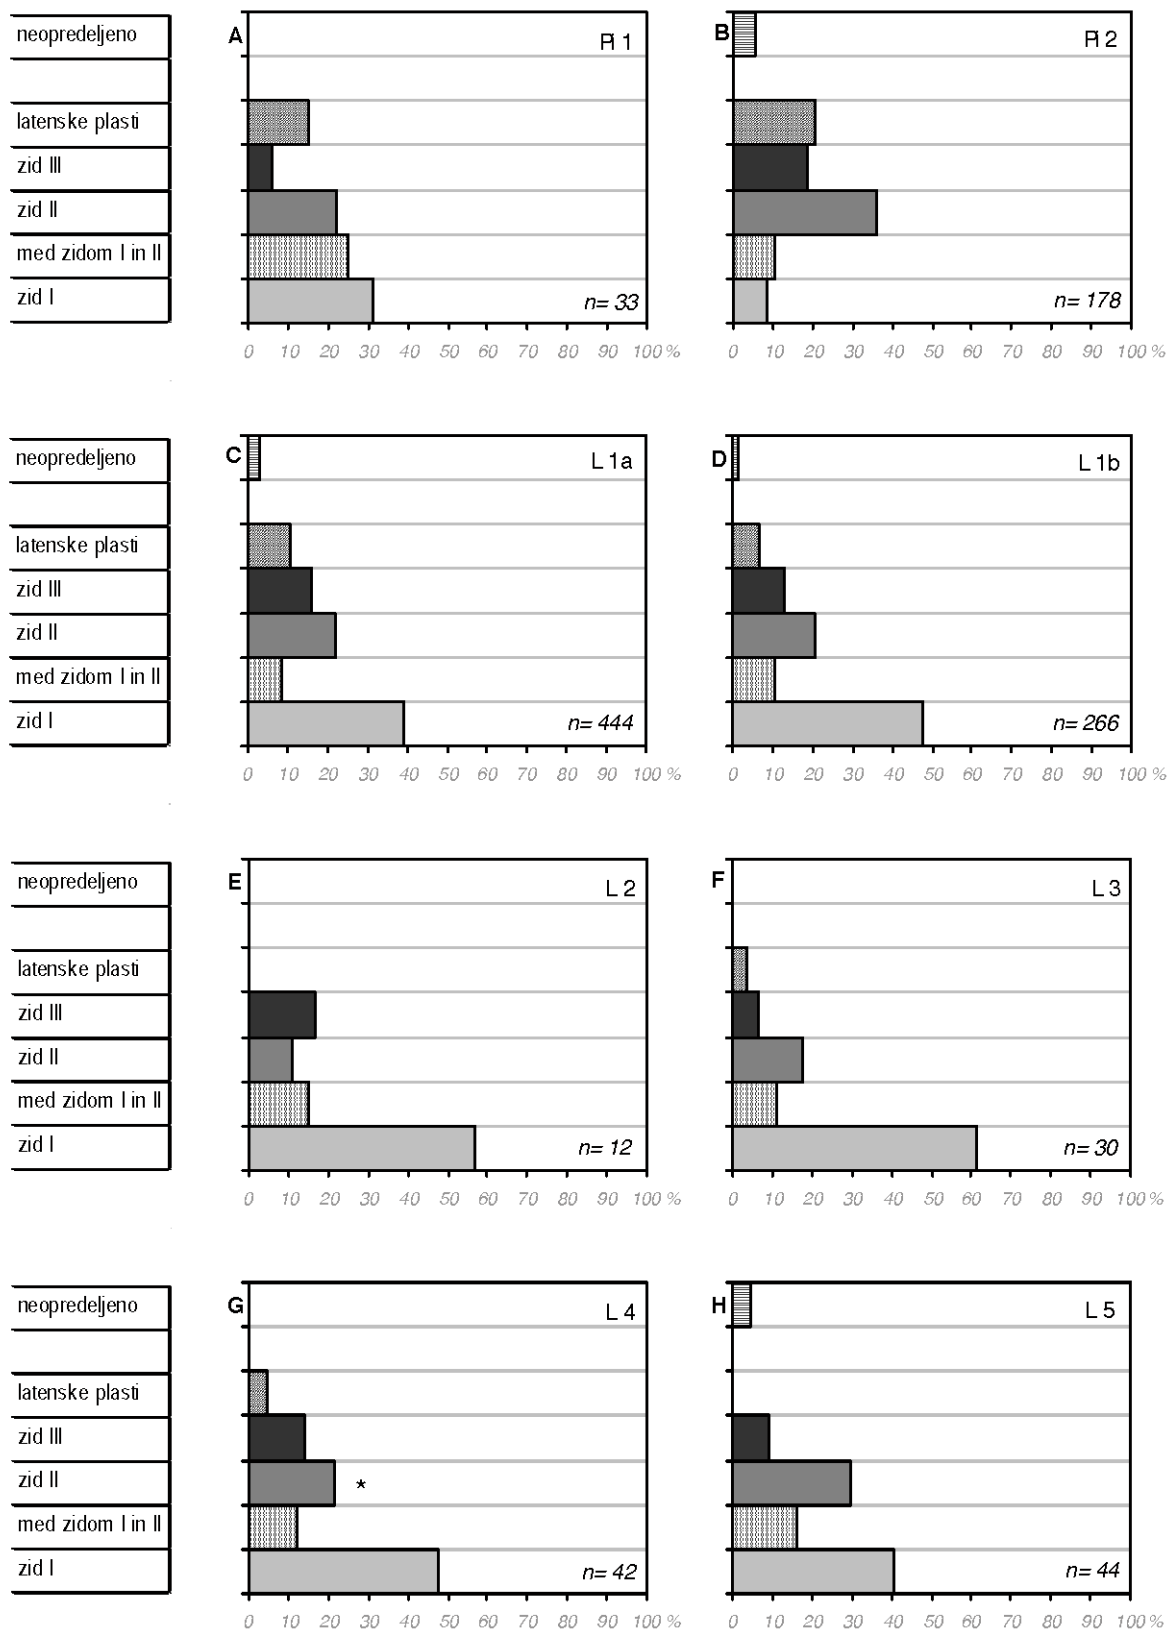 neopredeljeno
latenske plasti
zid III
zid II
med zidom I in II
zid I
A
Pi 1
n= 33
0 10 20 30 40 50 60 70 80 90 100 %
B
Pi 2
n= 178
0 10 20 30 40 50 60 70 80 90 100 %
neopredeljeno
latenske plasti
zid III
zid II
med zidom I in II
zid I
C
L 1a
n= 444
0 10 20 30 40 50 60 70 80 90 100 %
D
L 1b
n= 266
0 10 20 30 40 50 60 70 80 90 100 %
neopredeljeno
latenske plasti
zid III
zid II
med zidom I in II
zid I
E
L 2
n= 12
0 10 20 30 40 50 60 70 80 90 100 %
F
L 3
n= 30
0 10 20 30 40 50 60 70 80 90 100 %
neopredeljeno
latenske plasti
zid III
zid II
med zidom I in II
zid I
G
L 4
*
n= 42
0 10 20 30 40 50 60 70 80 90 100 %
H
L 5
n= 44
0 10 20 30 40 50 60 70 80 90 100 %